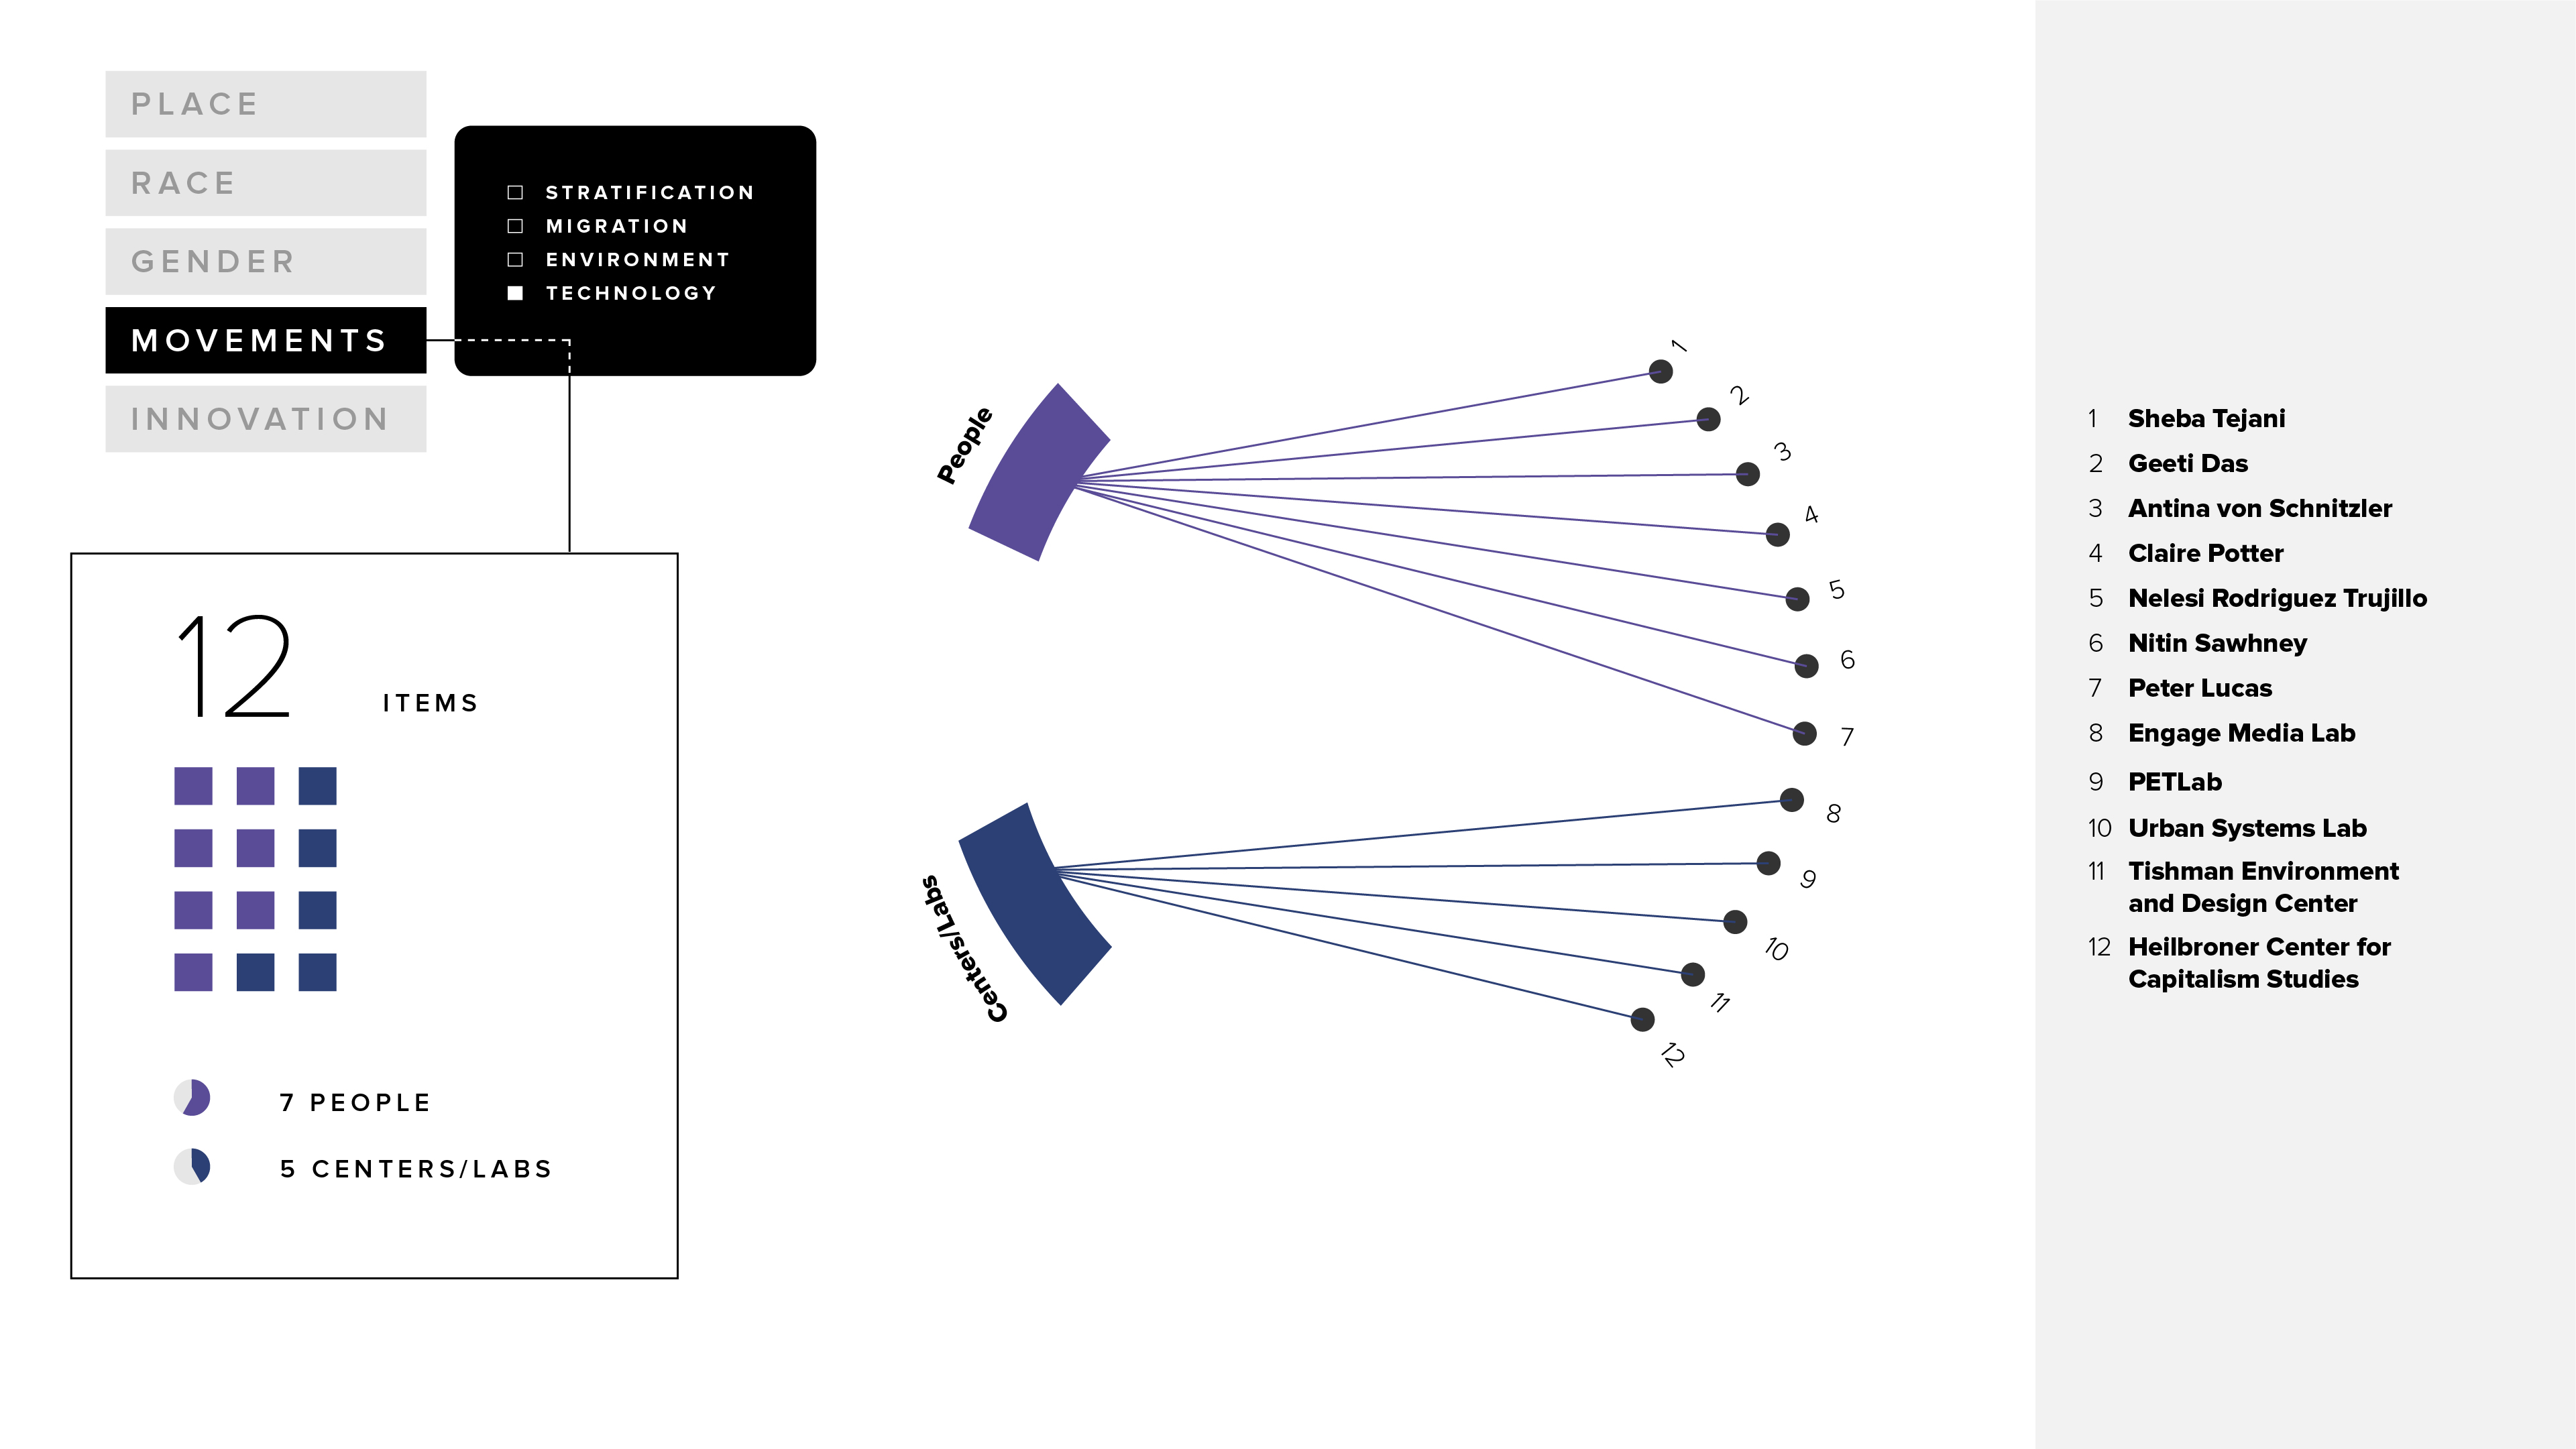 PLACE
RACE
GENDER
MOVEMENTS
INNOVATION
STRATIFICATION
MIGRATION
ENVIRONMENT
TECHNOLOGY
12 ITEMS
7 PEOPLE
5 CENTERS/LABS
People
Centers/Labs
1
2
3
4
5
6
7
8
9
10
11
12
1 Sheba Tejani
2 Geeti Das
3 Antina von Schnitzler
4 Claire Potter
5 Nelesi Rodriguez Trujillo
6 Nitin Sawhney
7 Peter Lucas
8 Engage Media Lab
9 PETLab
10 Urban Systems Lab
11 Tishman Environment
and Design Center
12 Heilbroner Center for
Capitalism Studies